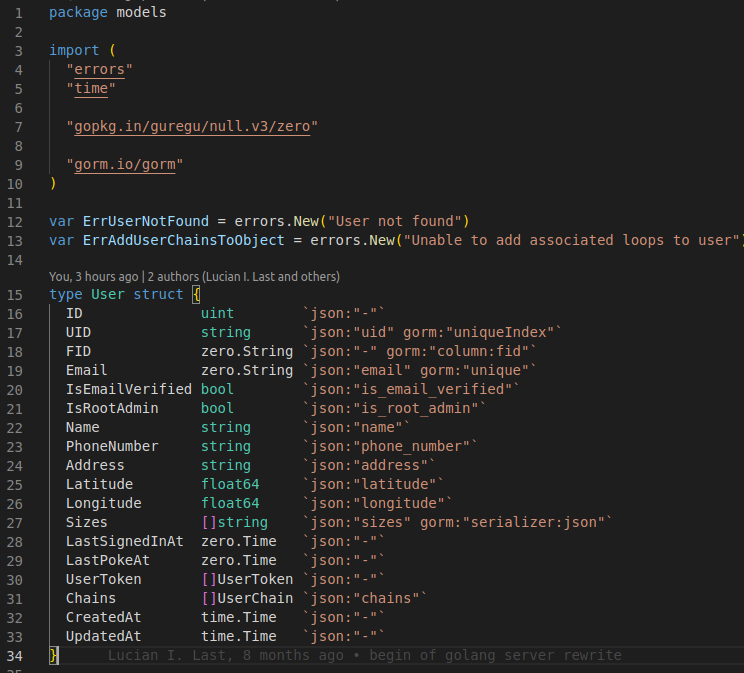 1 package models
2
3 import (
4 "errors"
5 "time"
6
7 "gopkg.in/guregu/null.v3/zero"
8
9 "gorm.io/gorm"
10 )
11
12 var ErrUserNotFound = errors.New("User not found")
13 var ErrAddUserChainsToObject = errors.New("Unable to add associated loops to user")
14
You, 3 hours ago | 2 authors (Lucian I. Last and others)
15 type User struct {
16 ID uint `json:"-"`
17 UID string `json:"uid" gorm:"uniqueIndex"`
18 FID zero.String `json:"-" gorm:"column:fid"`
19 Email zero.String `json:"email" gorm:"unique"`
20 IsEmailVerified bool `json:"is_email_verified"`
21 IsRootAdmin bool `json:"is_root_admin"`
22 Name string `json:"name"`
23 PhoneNumber string `json:"phone_number"`
24 Address string `json:"address"`
25 Latitude float64 `json:"latitude"`
26 Longitude float64 `json:"longitude"`
27 Sizes []string `json:"sizes" gorm:"serializer:json"`
28 LastSignedInAt zero.Time `json:"-"`
29 LastPokeAt zero.Time `json:"-"`
30 UserToken []UserToken `json:"-"`
31 Chains []UserChain `json:"chains"`
32 CreatedAt time.Time `json:"-"`
33 UpdatedAt time.Time `json:"-"`
34 } Lucian I. Last, 8 months ago • begin of golang server rewrite